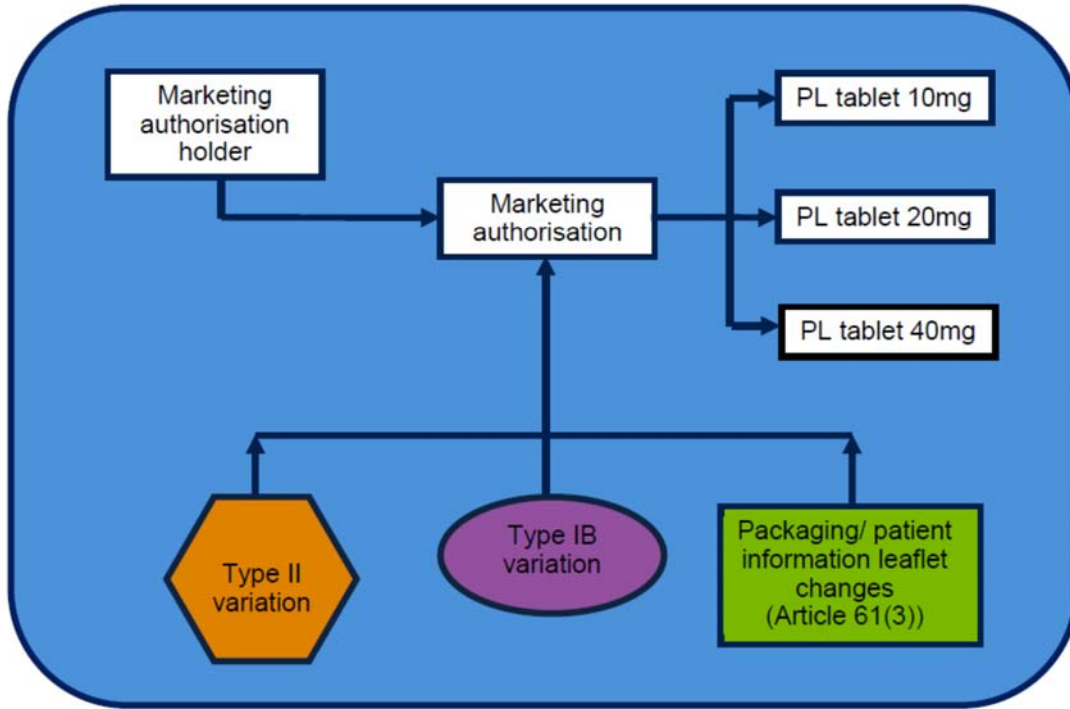 Marketing
authorisation
holder
Marketing
authorisation
PL tablet 10mg
PL tablet 20mg
PL tablet 40mg
Type II
variation
Type IB
variation
Packaging/ patient
information leaflet
changes
(Article 61(3))